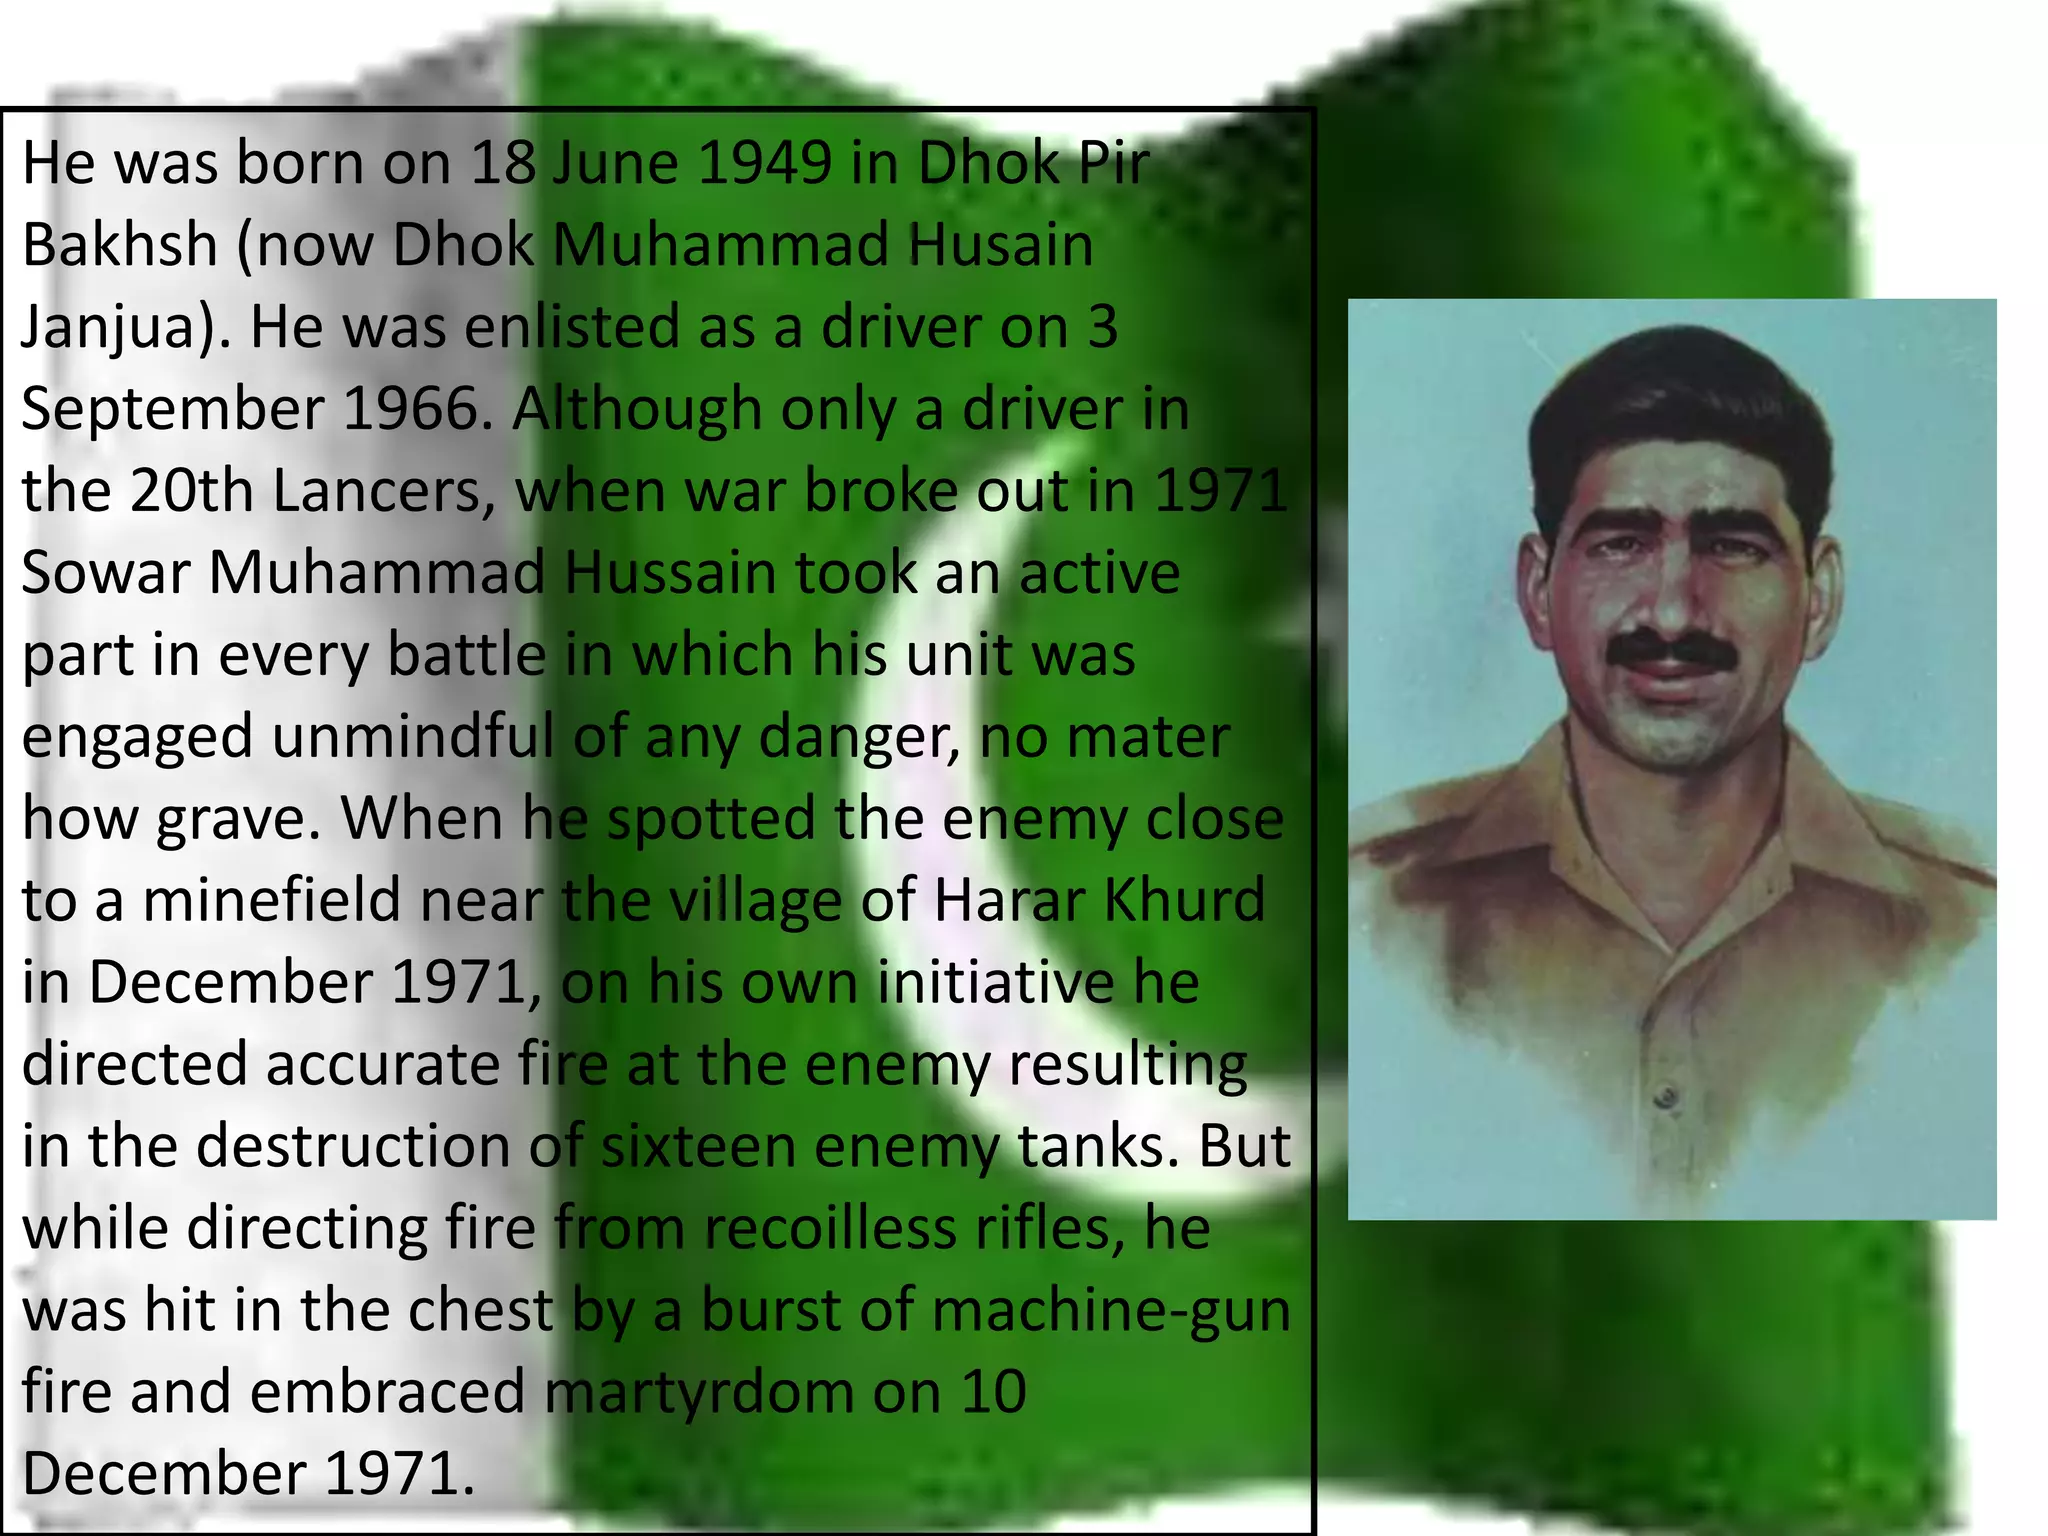 He was born on 18 June 1949 in Dhok Pir
Bakhsh (now Dhok Muhammad Husain
Janjua). He was enlisted as a driver on 3
September 1966. Although only a driver in
the 20th Lancers, when war broke out in 1971
Sowar Muhammad Hussain took an active
part in every battle in which his unit was
engaged unmindful of any danger, no mater
how grave. When he spotted the enemy close
to a minefield near the village of Harar Khurd
in December 1971, on his own initiative he
directed accurate fire at the enemy resulting
in the destruction of sixteen enemy tanks. But
while directing fire from recoilless rifles, he
was hit in the chest by a burst of machine-gun
fire and embraced martyrdom on 10
December 1971.